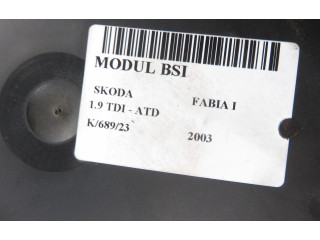 MODUL BSI
SKODA FABIA I
1.9 TDI - ATD
K/689/23 2003